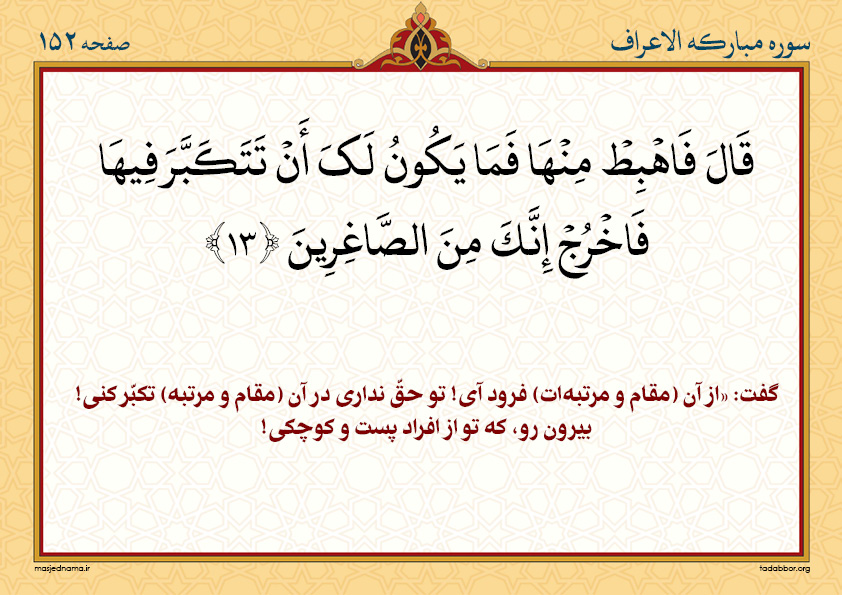 سوره مبارکه الاعراف
صفحه ۱۵۲
قَالَ فَاهْبِطْ مِنْهَا فَمَا يَكُونُ لَکَ أَنْ تَتَكَبَّرَ فِيهَا
فَاخْرُجْ إِنَّكَ مِنَ الصَّاغِرِينَ ﴿۱۳﴾
گفت: «از آن (مقام و مرتبه‌ات) فرود آی! تو حقّ نداری در آن (مقام و مرتبه) تکبّر کنی!
بیرون رو، که تو از افراد پست و کوچکی!
masjednama.ir
tadabbor.org